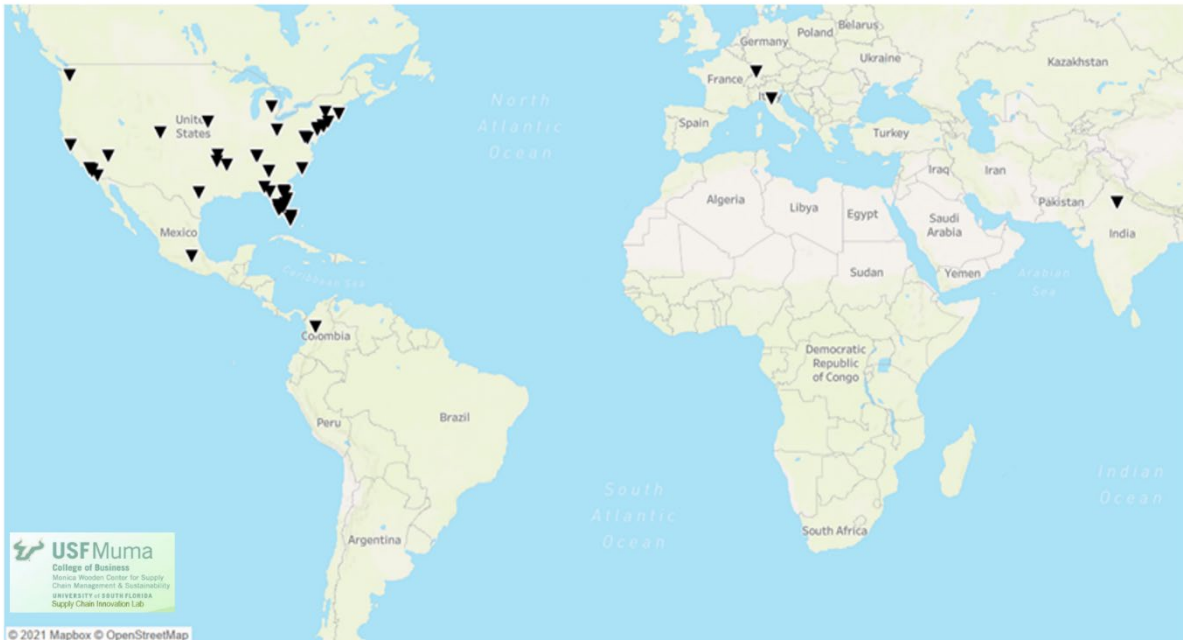 North
Atlantic
Ocean
United
States
Mexico
Caribbean Sea
Colombia
Peru
Brazil
Argentina
Germany
Poland
Belarus
Ukraine
France
Italy
Spain
Turkey
Kazakhstan
Algeria
Libya
Egypt
Iraq
Iran
Pakistan
Saudi
Arabia
India
Sudan
Yemen
Arabian
Sea
Democratic
Republic
of Congo
South Africa
South
Atlantic
Ocean
Indian
Ocean
USF Muma
College of Business
Monica Wooden Center for Supply
Chain Management & Sustainability
UNIVERSITY of SOUTH FLORIDA
Supply Chain Innovation Lab
© 2021 Mapbox © OpenStreetMap